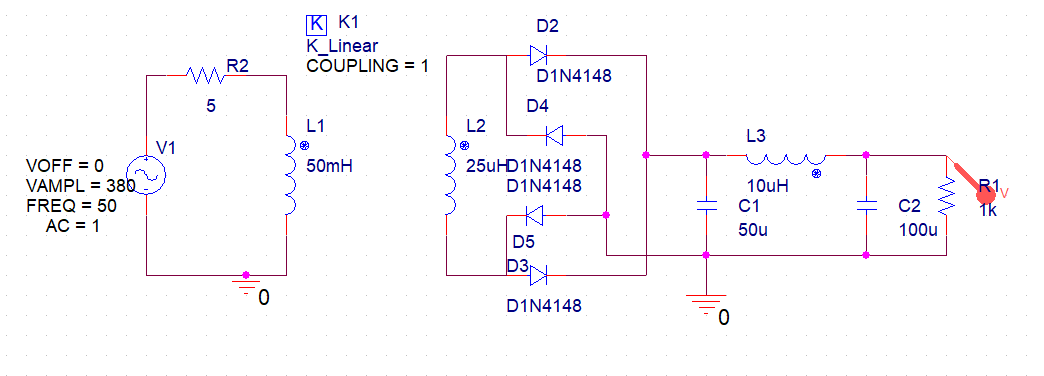 K K1
K_Linear
COUPLING = 1
D2
D1N4148
R2
5
D4
L1
50mH
L2
25uH
D1N4148
D1N4148
V1
VOFF = 0
VAMPL = 380
FREQ = 50
AC = 1
0
D5
D3
D1N4148
L3
10uH
C1
50u
C2
100u
R1
1k
V
0